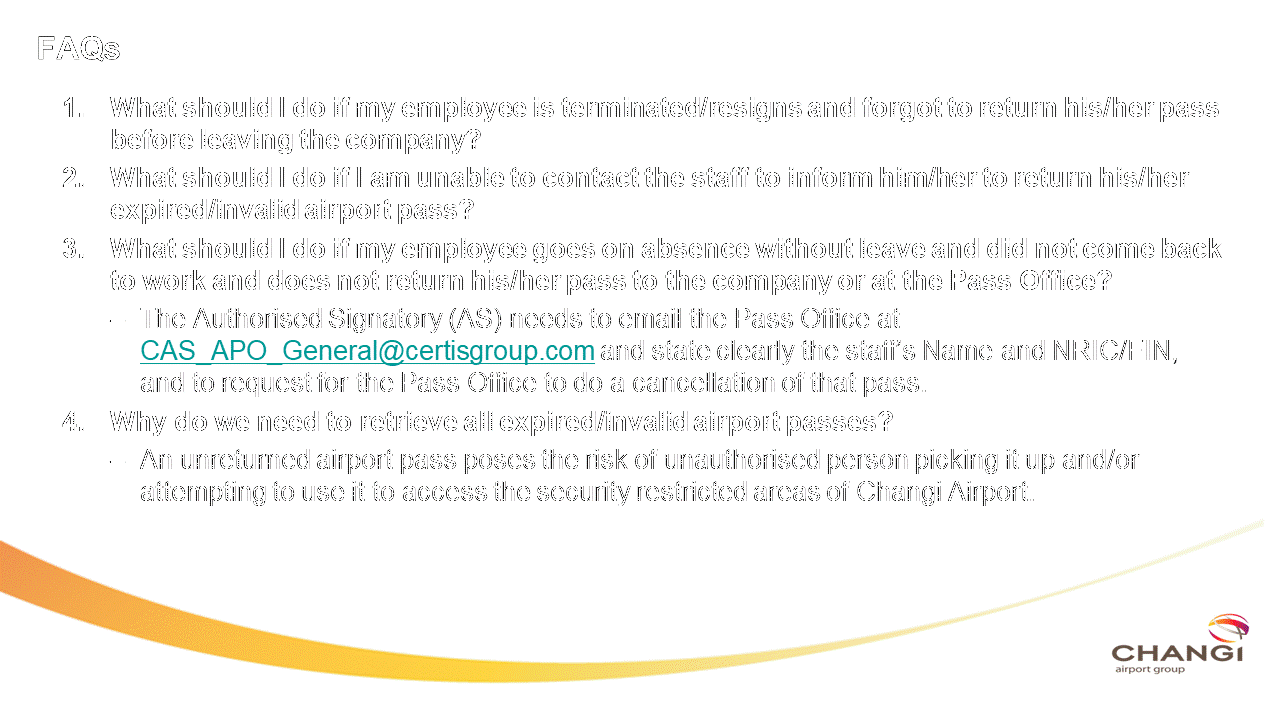 FAQs
1. What should I do if my employee is terminated/resigns and forgot to return his/her pass
before leaving the company?
2. What should I do if I am unable to contact the staff to inform him/her to return his/her
expired/invalid airport pass?
3. What should I do if my employee goes on absence without leave and did not come back
to work and does not return his/her pass to the company or at the Pass Office?
– The Authorised Signatory (AS) needs to email the Pass Office at
CAS_APO_General@certisgroup.com and state clearly the staff’s Name and NRIC/FIN,
and to request for the Pass Office to do a cancellation of that pass.
4. Why do we need to retrieve all expired/invalid airport passes?
– An unreturned airport pass poses the risk of unauthorised person picking it up and/or
attempting to use it to access the security restricted areas of Changi Airport.
CHANGI
airport group